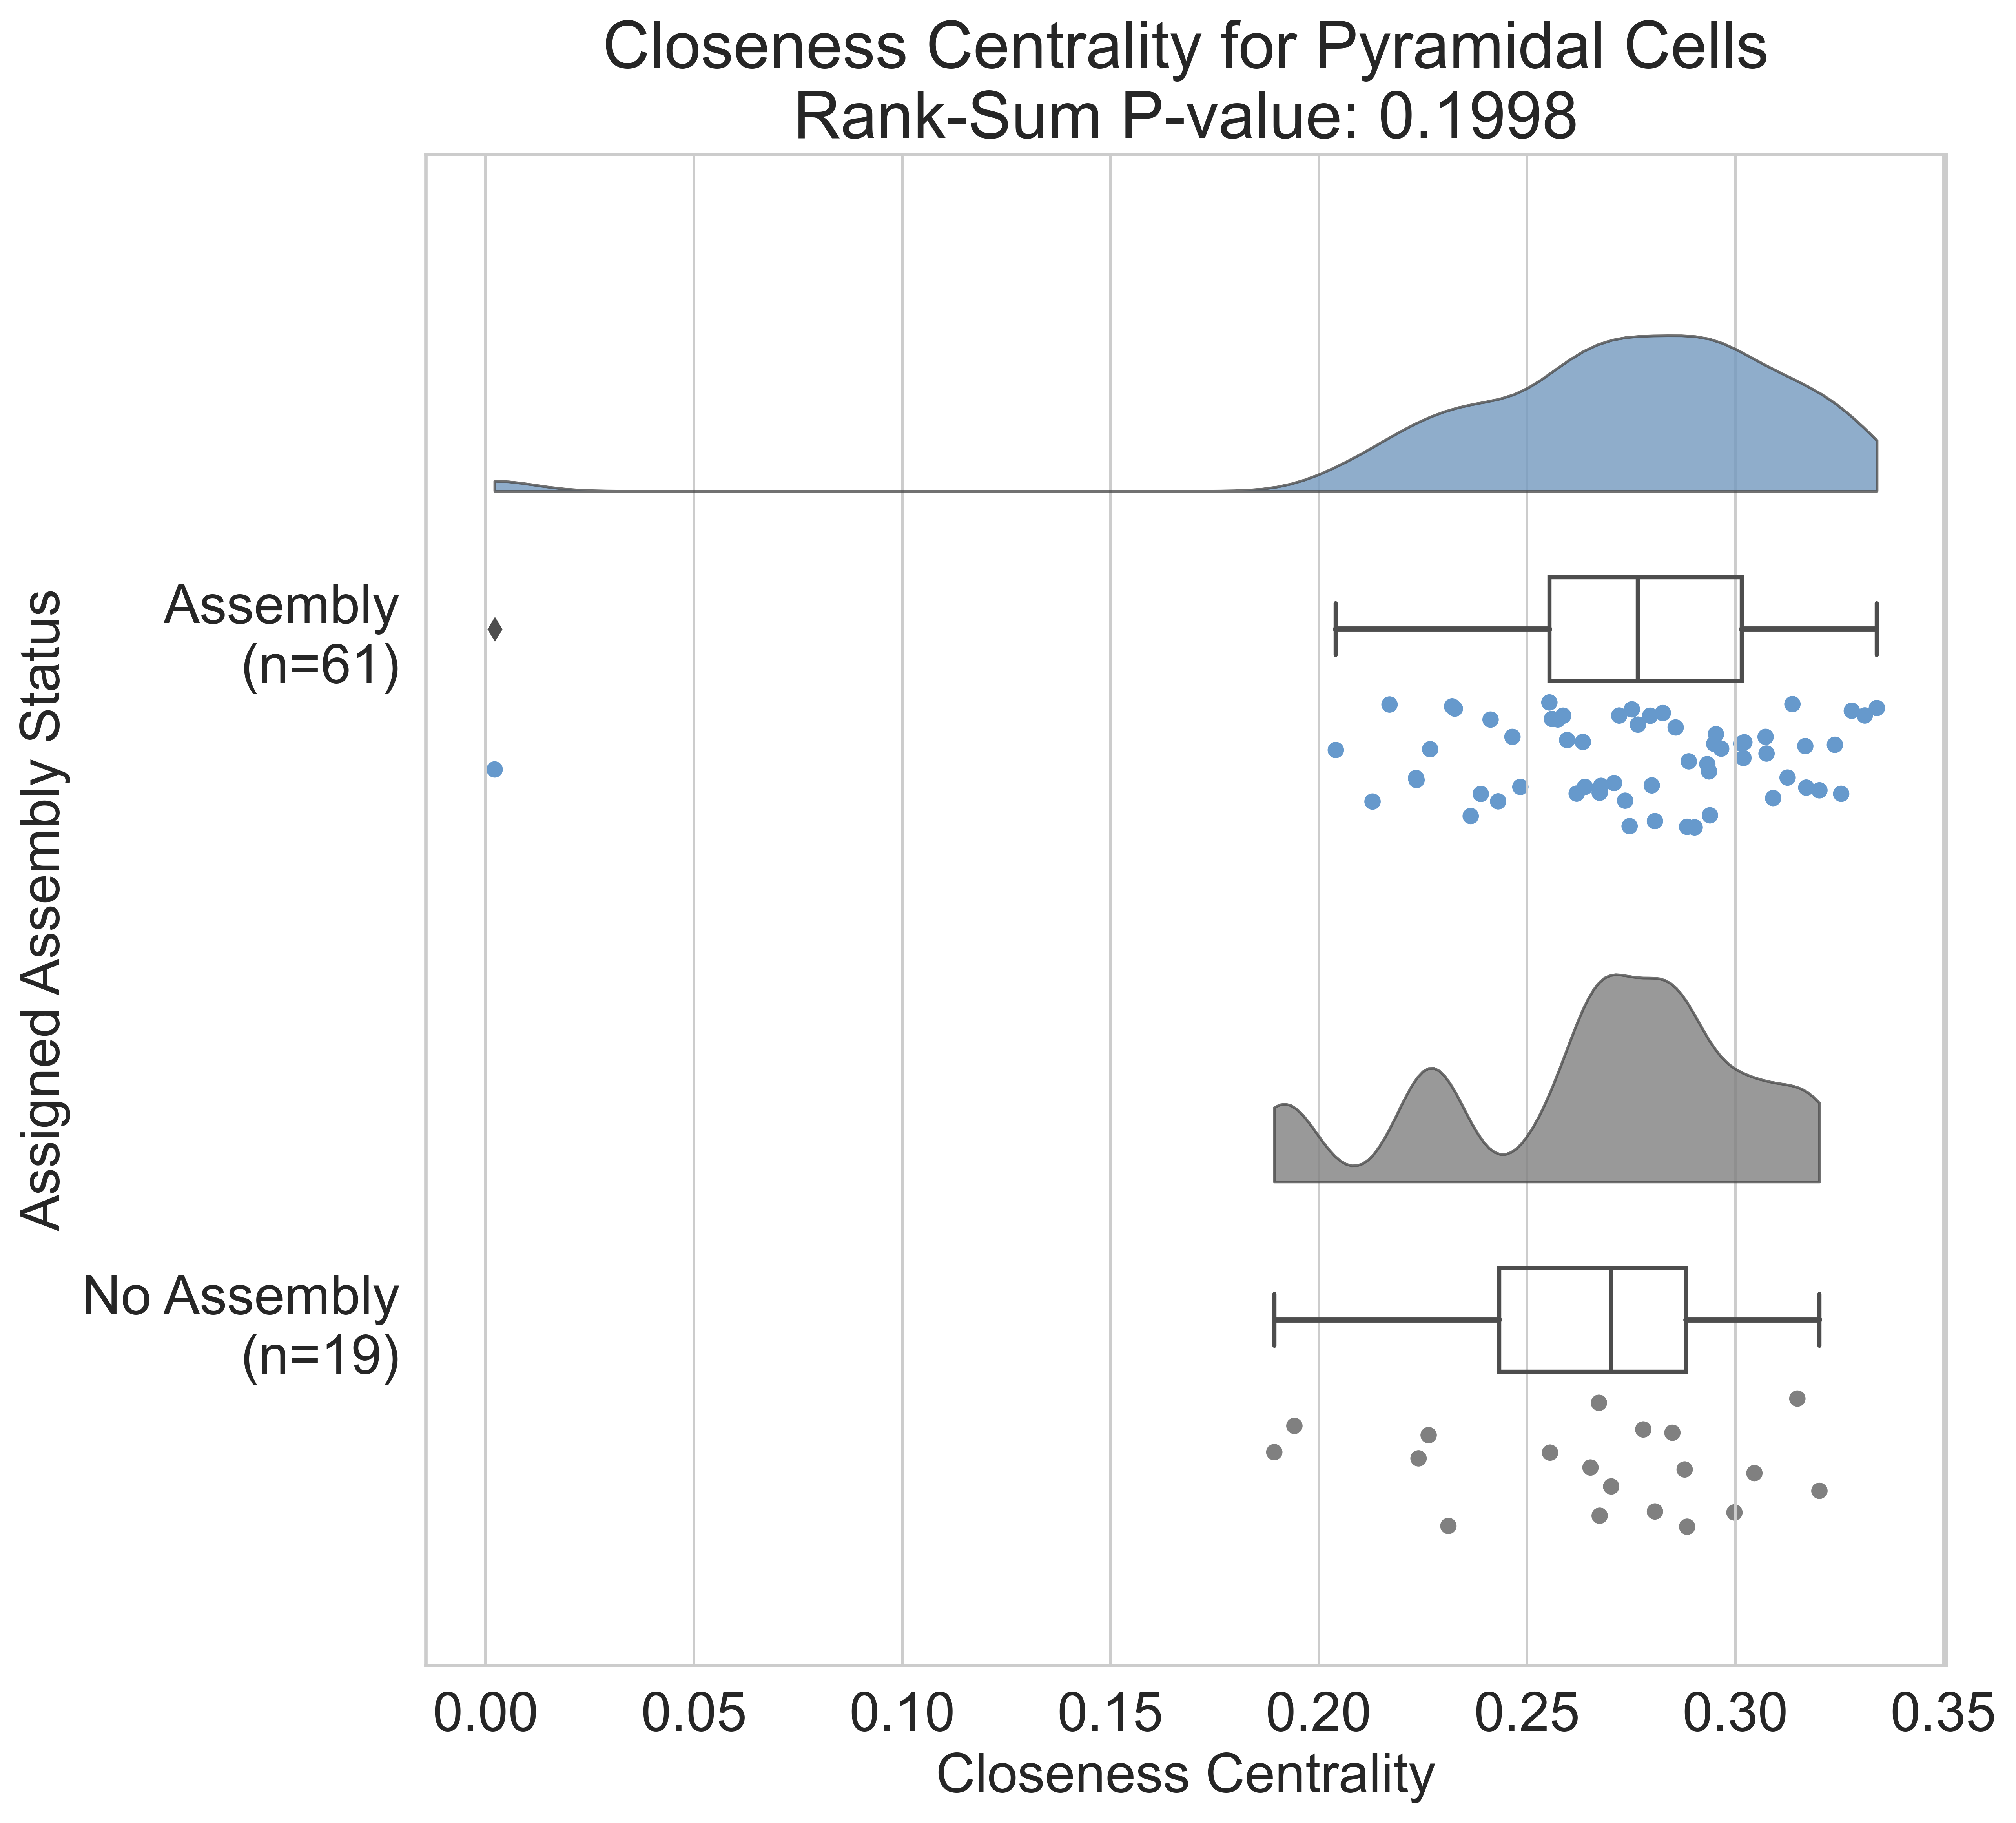 Closeness Centrality for Pyramidal Cells
Rank-Sum P-value: 0.1998
Assigned Assembly Status
Assembly
(n=61)
No Assembly
(n=19)
0.00 0.05 0.10 0.15 0.20 0.25 0.30 0.35
Closeness Centrality